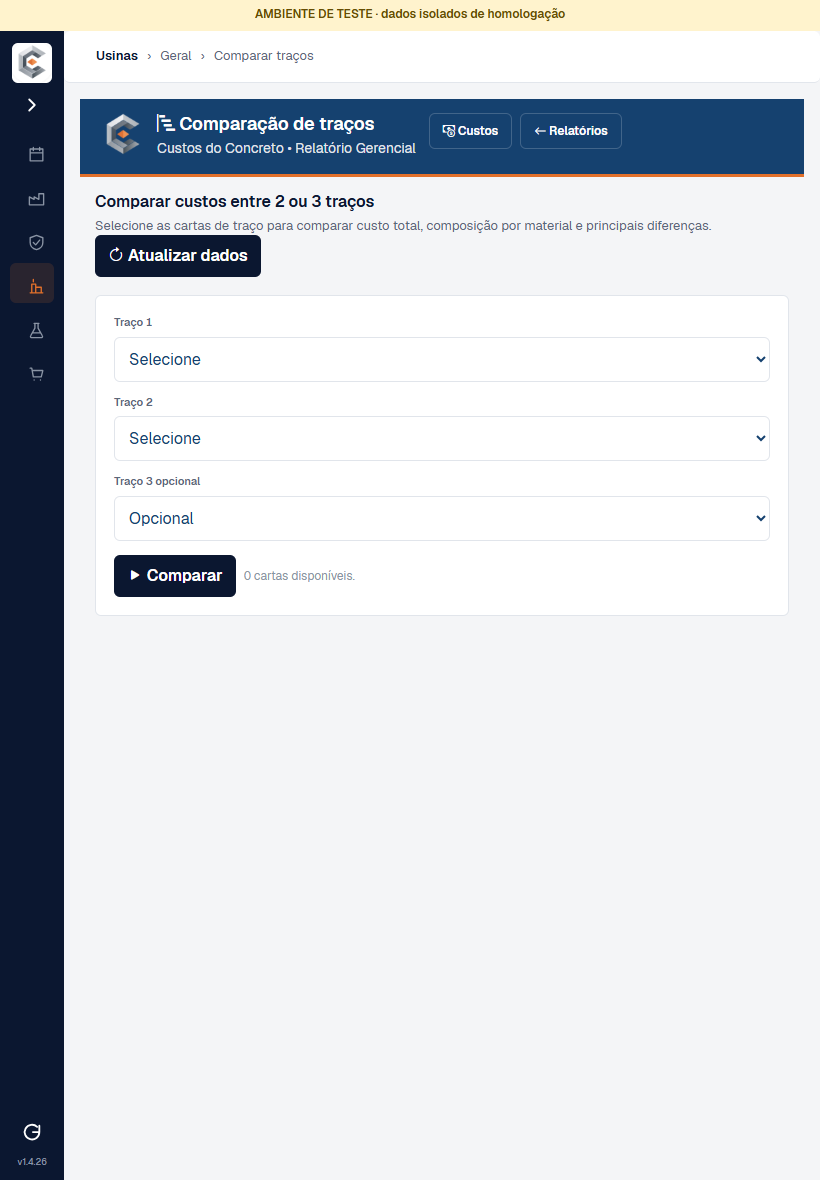 AMBIENTE DE TESTE · dados isolados de homologação
Usinas › Geral › Comparar traços
Comparação de traços
Custos do Concreto • Relatório Gerencial
Custos
← Relatórios
Comparar custos entre 2 ou 3 traços
Selecione as cartas de traço para comparar custo total, composição por material e principais diferenças.
Atualizar dados
Traço 1
Selecione
Traço 2
Selecione
Traço 3 opcional
Opcional
Comparar
0 cartas disponíveis.
v1.4.26